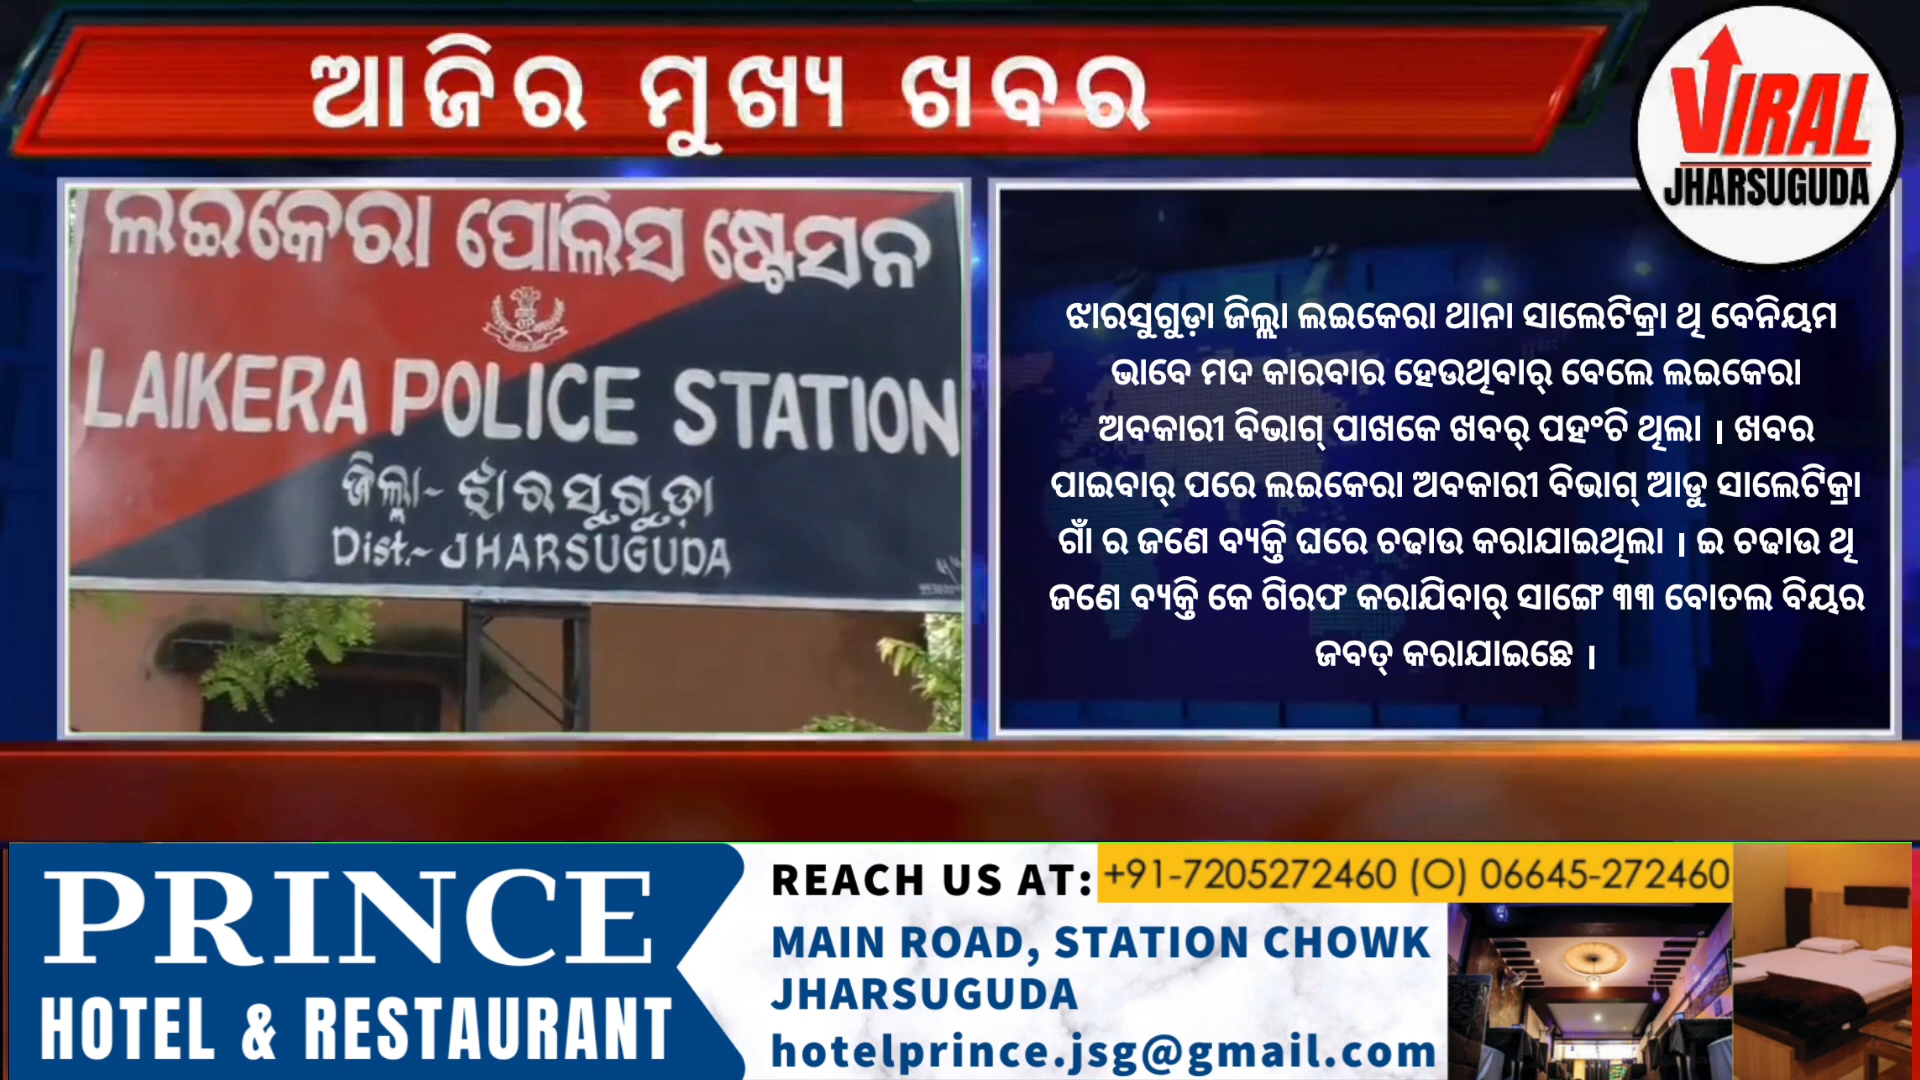 ଆଜିର ମୁଖ୍ୟ ଖବର
VIRAL
JHARSUGUDA
ଲଇକେରା ପୋଲିସ ଷ୍ଟେସନ
LAIKERA POLICE STATION
ଜିଲ୍ଲା- ଝାରସୁଗୁଡ଼ା
Dist:- JHARSUGUDA
ଝାରସୁଗୁଡ଼ା ଜିଲ୍ଲା ଲଇକେରା ଥାନା ସାଲେଟିକ୍ରା ଥି ବେନିୟମ
ଭାବେ ମଦ କାରବାର ହେଉଥିବାର୍ ବେଲେ ଲଇକେରା
ଅବକାରୀ ବିଭାଗ୍ ପାଖକେ ଖବର୍ ପହଂଚି ଥିଲା । ଖବର
ପାଇବାର୍ ପରେ ଲଇକେରା ଅବକାରୀ ବିଭାଗ୍ ଆଡୁ ସାଲେଟିକ୍ରା
ଗାଁ ର ଜଣେ ବ୍ୟକ୍ତି ଘରେ ଚଢାଉ କରାଯାଇଥିଲା । ଇ ଚଢାଉ ଥି
ଜଣେ ବ୍ୟକ୍ତି କେ ଗିରଫ କରାଯିବାର୍ ସାଙ୍ଗେ ୩୩ ବୋତଲ ବିୟର
ଜବତ୍ କରାଯାଇଛେ ।
PRINCE
HOTEL & RESTAURANT
REACH US AT: +91-7205272460 (O) 06645-272460
MAIN ROAD, STATION CHOWK
JHARSUGUDA
hotelprince.jsg@gmail.com